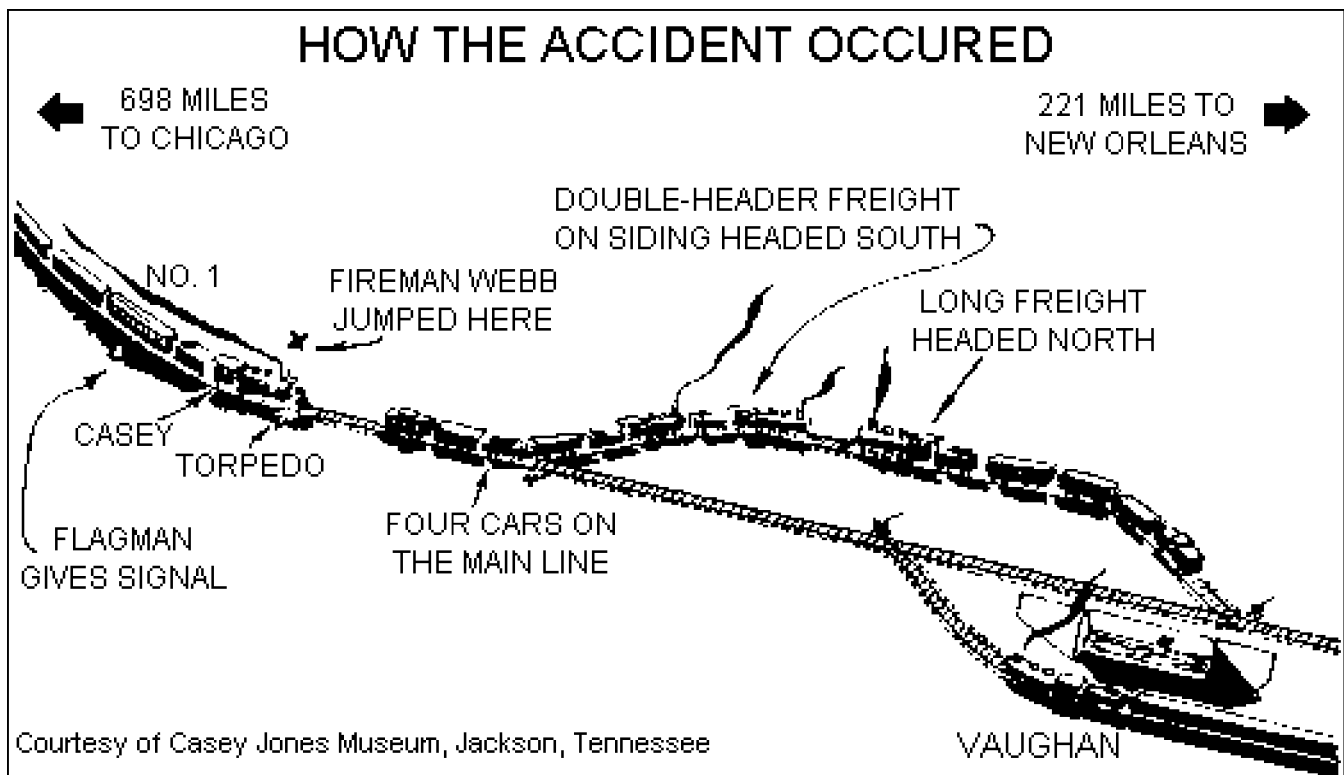 HOW THE ACCIDENT OCCURED
698 MILES
TO CHICAGO
221 MILES TO
NEW ORLEANS
DOUBLE-HEADER FREIGHT
ON SIDING HEADED SOUTH
NO. 1
FIREMAN WEBB
JUMPED HERE
LONG FREIGHT
HEADED NORTH
CASEY
TORPEDO
FLAGMAN
GIVES SIGNAL
FOUR CARS ON
THE MAIN LINE
Courtesy of Casey Jones Museum, Jackson, Tennessee
VAUGHAN